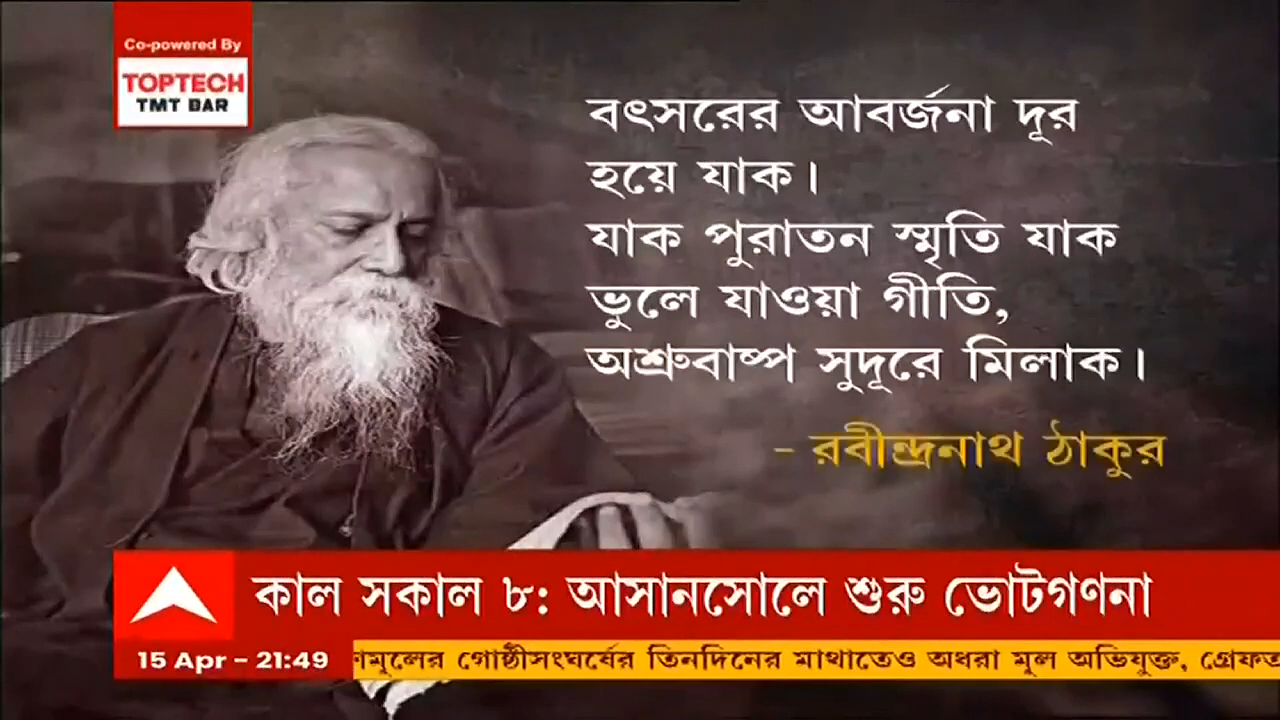 Co-powered By
TOPTECH
TMT BAR
বৎসরের আবর্জনা দূর
হয়ে যাক।
যাক পুরাতন স্মৃতি যাক
ভুলে যাওয়া গীতি,
অশ্রুবাষ্প সুদূরে মিলাক।
- রবীন্দ্রনাথ ঠাকুর
কাল সকাল ৮: আসানসোলে শুরু ভোটগণনা
15 Apr - 21:49
গোষ্ঠীসংঘর্ষের তিনদিনের মাথাতেও অধরা মূল অভিযুক্ত,